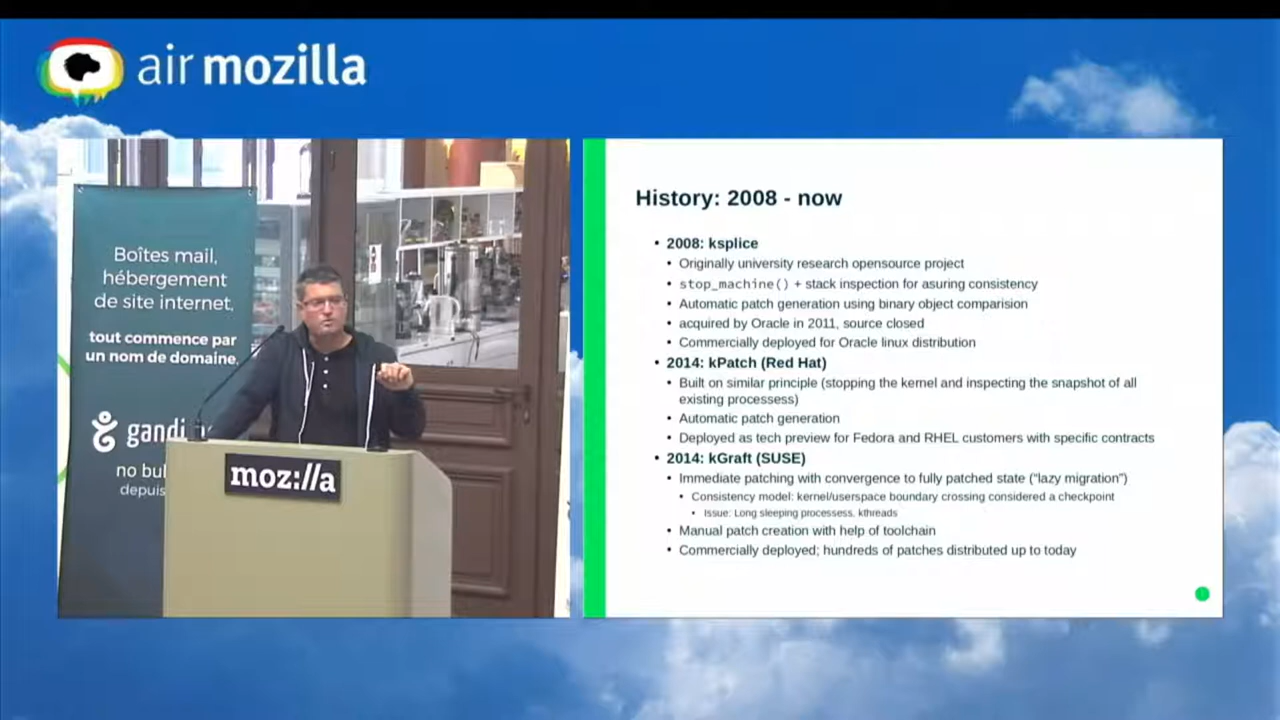 air mozilla
Boîtes mail,
hébergement
de site internet,
tout commence par
un nom de domaine.
gandi
no bul
depuis
moz://a
History: 2008 - now
• 2008: ksplice
• Originally university research opensource project
• stop_machine() + stack inspection for asuring consistency
• Automatic patch generation using binary object comparision
• acquired by Oracle in 2011, source closed
• Commercially deployed for Oracle linux distribution
• 2014: kPatch (Red Hat)
• Built on similar principle (stopping the kernel and inspecting the snapshot of all
existing processess)
• Automatic patch generation
• Deployed as tech preview for Fedora and RHEL customers with specific contracts
• 2014: kGraft (SUSE)
• Immediate patching with convergence to fully patched state ("lazy migration")
• Consistency model: kernel/userspace boundary crossing considered a checkpoint
• Issue: Long sleeping processess, kthreads
• Manual patch creation with help of toolchain
• Commercially deployed; hundreds of patches distributed up to today